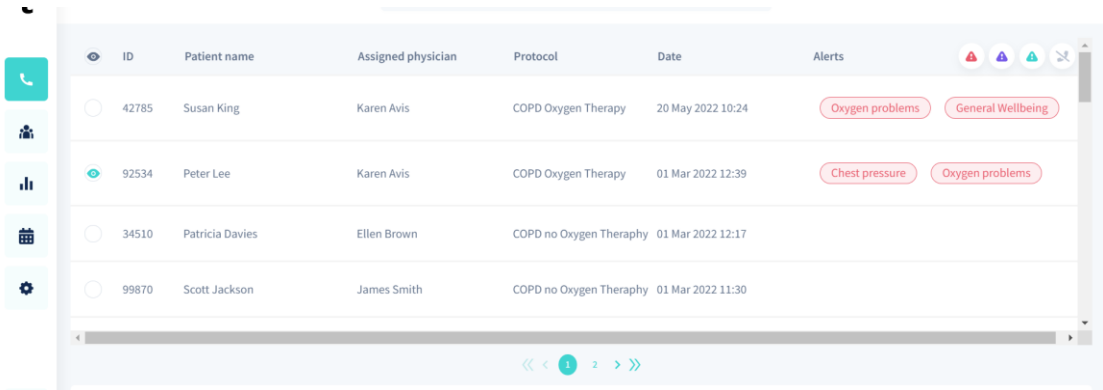 ID Patient name Assigned physician Protocol Date Alerts
42785 Susan King Karen Avis COPD Oxygen Therapy 20 May 2022 10:24 Oxygen problems General Wellbeing
92534 Peter Lee Karen Avis COPD Oxygen Therapy 01 Mar 2022 12:39 Chest pressure Oxygen problems
34510 Patricia Davies Ellen Brown COPD no Oxygen Theraphy 01 Mar 2022 12:17
99870 Scott Jackson James Smith COPD no Oxygen Theraphy 01 Mar 2022 11:30
1 2